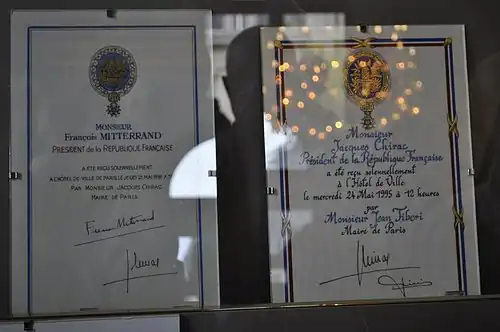 MONSIEUR
François MITTERRAND
PRÉSIDENT de la RÉPUBLIQUE FRANÇAISE
A ÉTÉ REÇU SOLENNELLEMENT
À L'HÔTEL DE VILLE DE PARIS LE JEUDI 21 MAI 1981 À
PAR MONSIEUR JACQUES CHIRAC
MAIRE DE PARIS
Monsieur
Jacques Chirac
Président de la République Française
a été reçu solennellement
à l'Hôtel de Ville
le mercredi 24 Mai 1995 à 12 heures
par
Monsieur Jean Tiberi
Maire de Paris